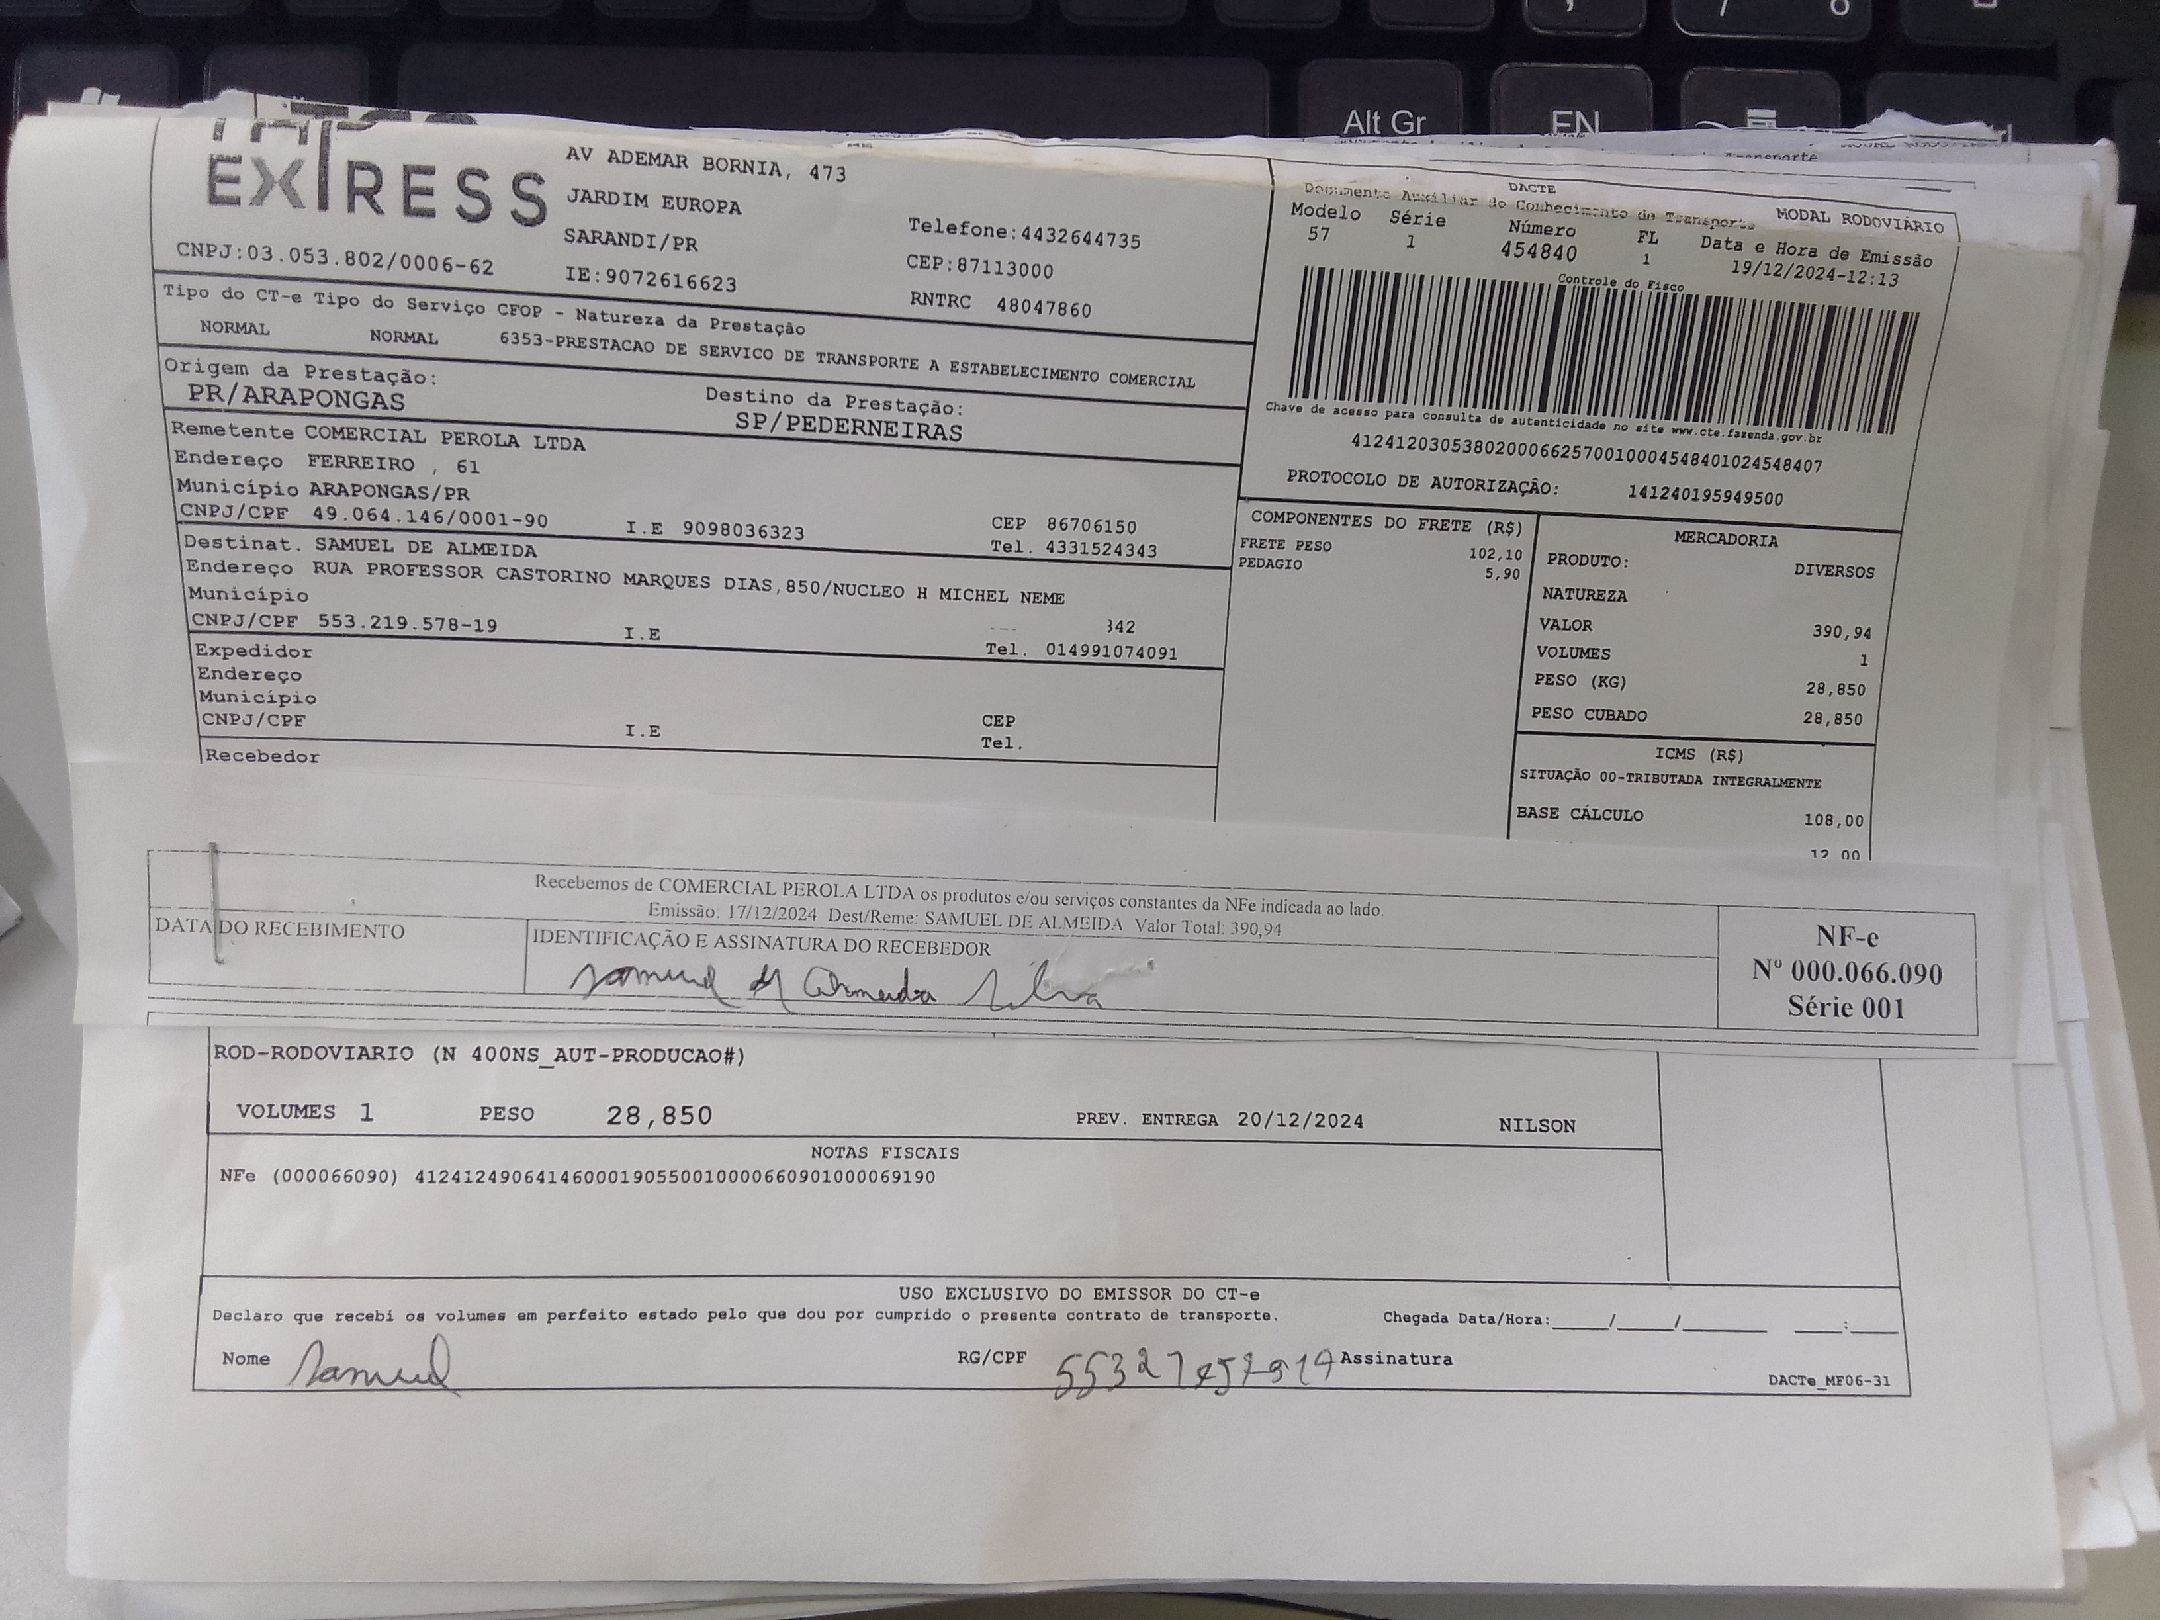 EXPRESS
AV ADEMAR BORNIA, 473
JARDIM EUROPA
SARANDI/PR
Telefone:4432644735
CEP:87113000
CNPJ:03.053.802/0006-62
IE:9072616623
RNTRC 48047860
DACTE
Documento Auxiliar do Conhecimento de Transporte
MODAL RODOVIÁRIO
Modelo Série Número FL Data e Hora de Emissão
57 1 454840 1 19/12/2024-12:13
Controle do Fisco
Chave de acesso para consulta de autenticidade no site www.cte.fazenda.gov.br
41241203053802000662570010004548401024548407
PROTOCOLO DE AUTORIZAÇÃO: 141240195949500
Tipo do CT-e Tipo do Serviço CFOP - Natureza da Prestação
NORMAL NORMAL 6353-PRESTACAO DE SERVICO DE TRANSPORTE A ESTABELECIMENTO COMERCIAL
Origem da Prestação: Destino da Prestação:
PR/ARAPONGAS SP/PEDERNEIRAS
Remetente COMERCIAL PEROLA LTDA
Endereço FERREIRO , 61
Município ARAPONGAS/PR CEP 86706150
CNPJ/CPF 49.064.146/0001-90 I.E 9098036323 Tel. 4331524343
Destinat. SAMUEL DE ALMEIDA
Endereço RUA PROFESSOR CASTORINO MARQUES DIAS,850/NUCLEO H MICHEL NEME
Município 342
CNPJ/CPF 553.219.578-19 I.E Tel. 014991074091
Expedidor
Endereço
Município CEP
CNPJ/CPF I.E Tel.
Recebedor
COMPONENTES DO FRETE (R$)
FRETE PESO 102,10
PEDAGIO 5,90
MERCADORIA
PRODUTO: DIVERSOS
NATUREZA
VALOR 390,94
VOLUMES 1
PESO (KG) 28,850
PESO CUBADO 28,850
ICMS (R$)
SITUAÇÃO 00-TRIBUTADA INTEGRALMENTE
BASE CÁLCULO 108,00
12,00
Recebemos de COMERCIAL PEROLA LTDA os produtos e/ou serviços constantes da NFe indicada ao lado.
Emissão: 17/12/2024 Dest/Reme: SAMUEL DE ALMEIDA Valor Total: 390,94
DATA DO RECEBIMENTO
IDENTIFICAÇÃO E ASSINATURA DO RECEBEDOR
Samuel de Almeida Silva
NF-e
Nº 000.066.090
Série 001
ROD-RODOVIARIO (N 400NS_AUT-PRODUCAO#)
VOLUMES 1 PESO 28,850 PREV. ENTREGA 20/12/2024 NILSON
NOTAS FISCAIS
NFe (000066090) 41241249064146000190550010000660901000069190
USO EXCLUSIVO DO EMISSOR DO CT-e
Declaro que recebi os volumes em perfeito estado pelo que dou por cumprido o presente contrato de transporte.
Chegada Data/Hora:____/____/______ ___:___
Nome Samuel RG/CPF Assinatura
DACTe_MF06-31
Alt Gr
FN